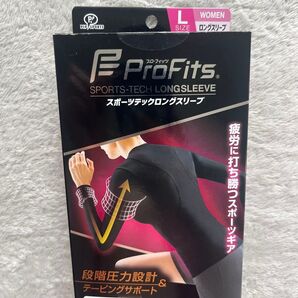 L
SIZE
WOMEN
ロングスリーブ
プロ・フィッツ
ProFits®
SPORTS-TECH LONGSLEEVE
スポーツテックロングスリーブ
疲労に打ち勝つスポーツギア
段階圧力設計&
テーピングサポート